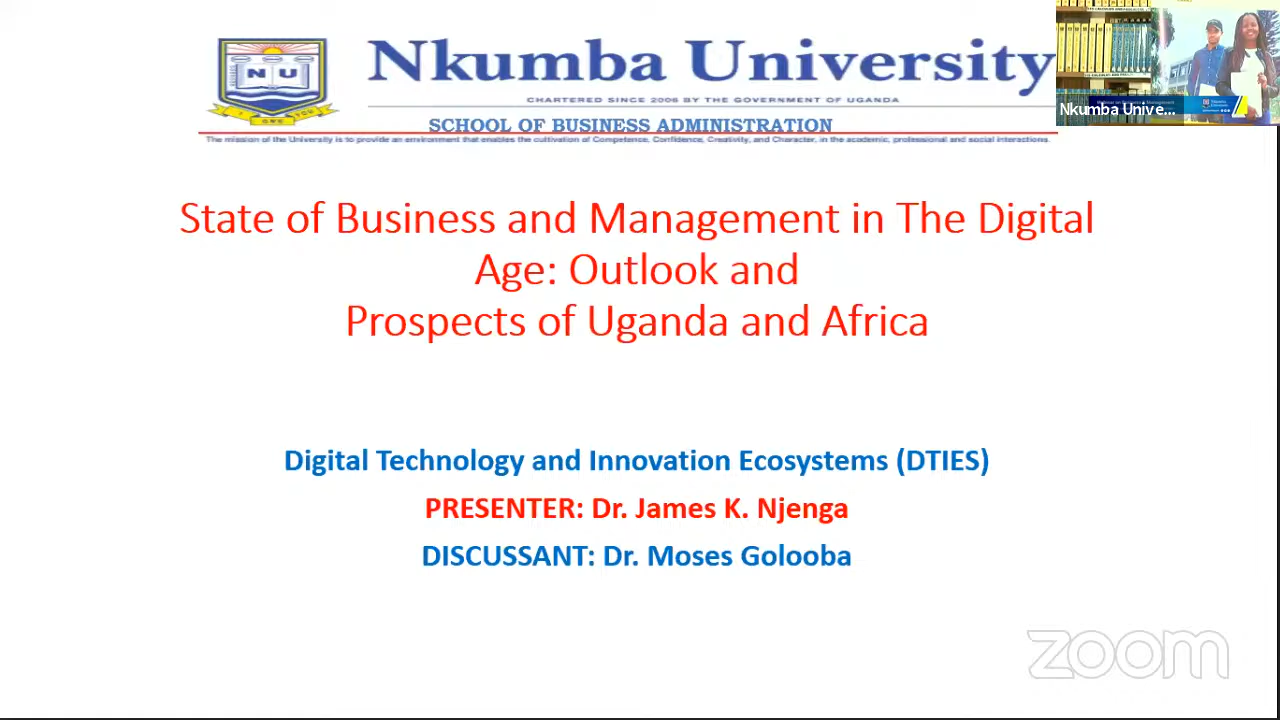 Nkumba University
N U
CHARTERED SINCE 2006 BY THE GOVERNMENT OF UGANDA
SCHOOL OF BUSINESS ADMINISTRATION
The mission of the University is to provide an environment that enables the cultivation of Competence, Confidence, Creativity, and Character, in the academic, professional and social interactions.
Nkumba Unive...
State of Business and Management in The Digital
Age: Outlook and
Prospects of Uganda and Africa
Digital Technology and Innovation Ecosystems (DTIES)
PRESENTER: Dr. James K. Njenga
DISCUSSANT: Dr. Moses Golooba
zoom